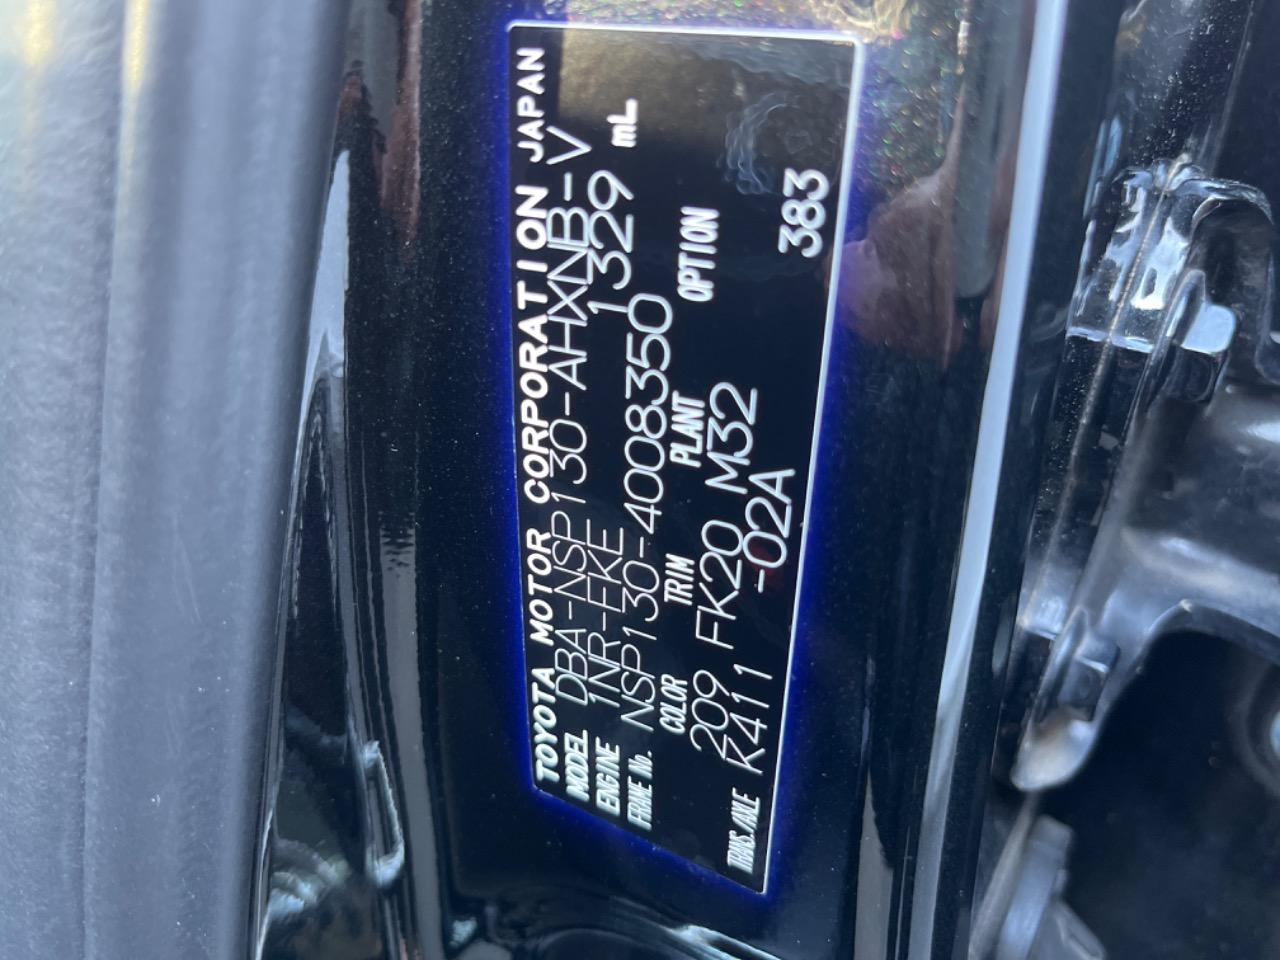 TOYOTA MOTOR CORPORATION JAPAN
MODEL DBA-NSP130-AHXNB-V
ENGINE 1NR-FKE 1329 mL
FRAME No. NSP130-4008350
COLOR TRIM PLANT OPTION
209 FK20 M32
TRANS./AXLE K411 -02A 383